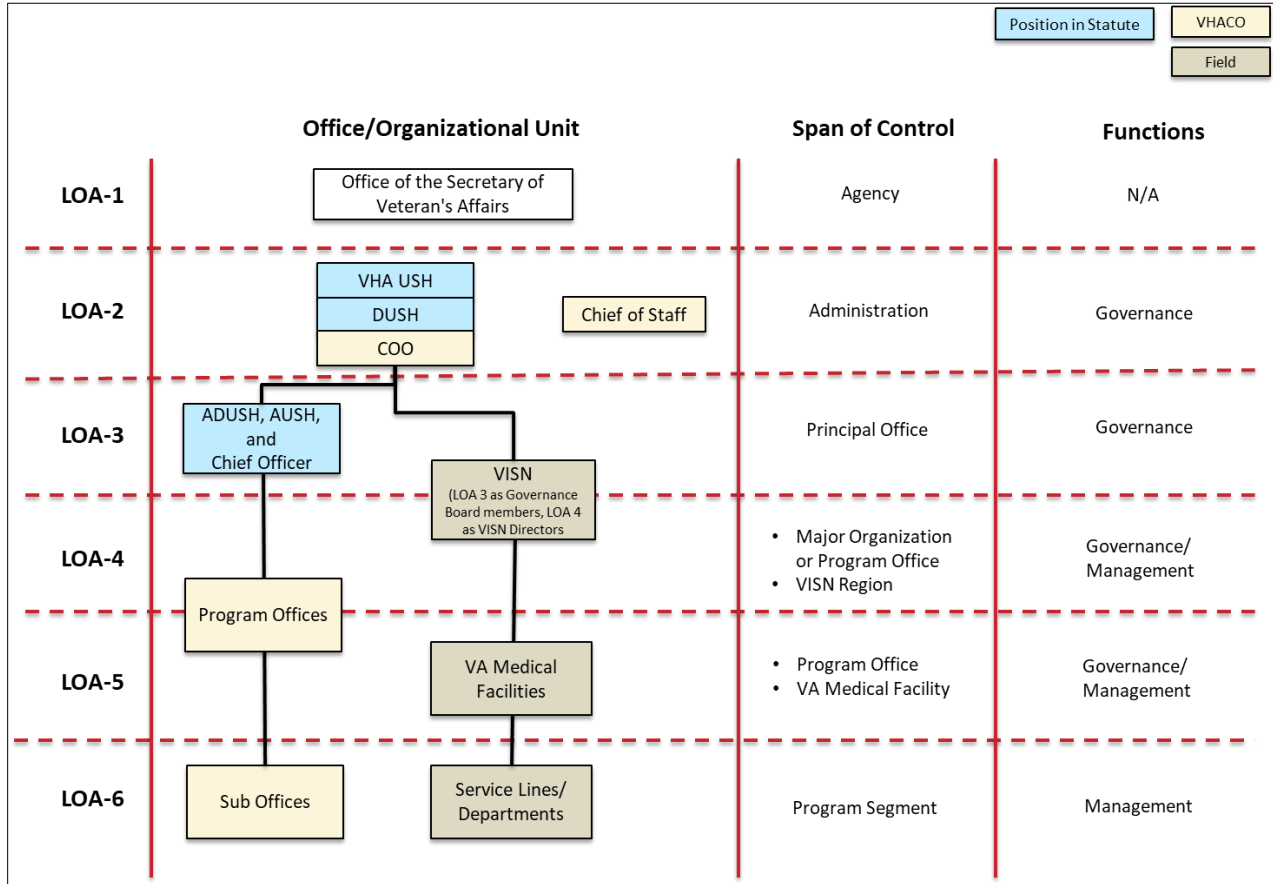 Position in Statute
VHACO
Field
Office/Organizational Unit
Span of Control
Functions
LOA-1
Office of the Secretary of
Veteran's Affairs
Agency
N/A
LOA-2
VHA USH
DUSH
COO
Chief of Staff
Administration
Governance
LOA-3
ADUSH, AUSH,
and
Chief Officer
Principal Office
Governance
VISN
(LOA 3 as Governance
Board members, LOA 4
as VISN Directors
LOA-4
• Major Organization
or Program Office
• VISN Region
Governance/
Management
Program Offices
LOA-5
VA Medical
Facilities
• Program Office
• VA Medical Facility
Governance/
Management
LOA-6
Sub Offices
Service Lines/
Departments
Program Segment
Management